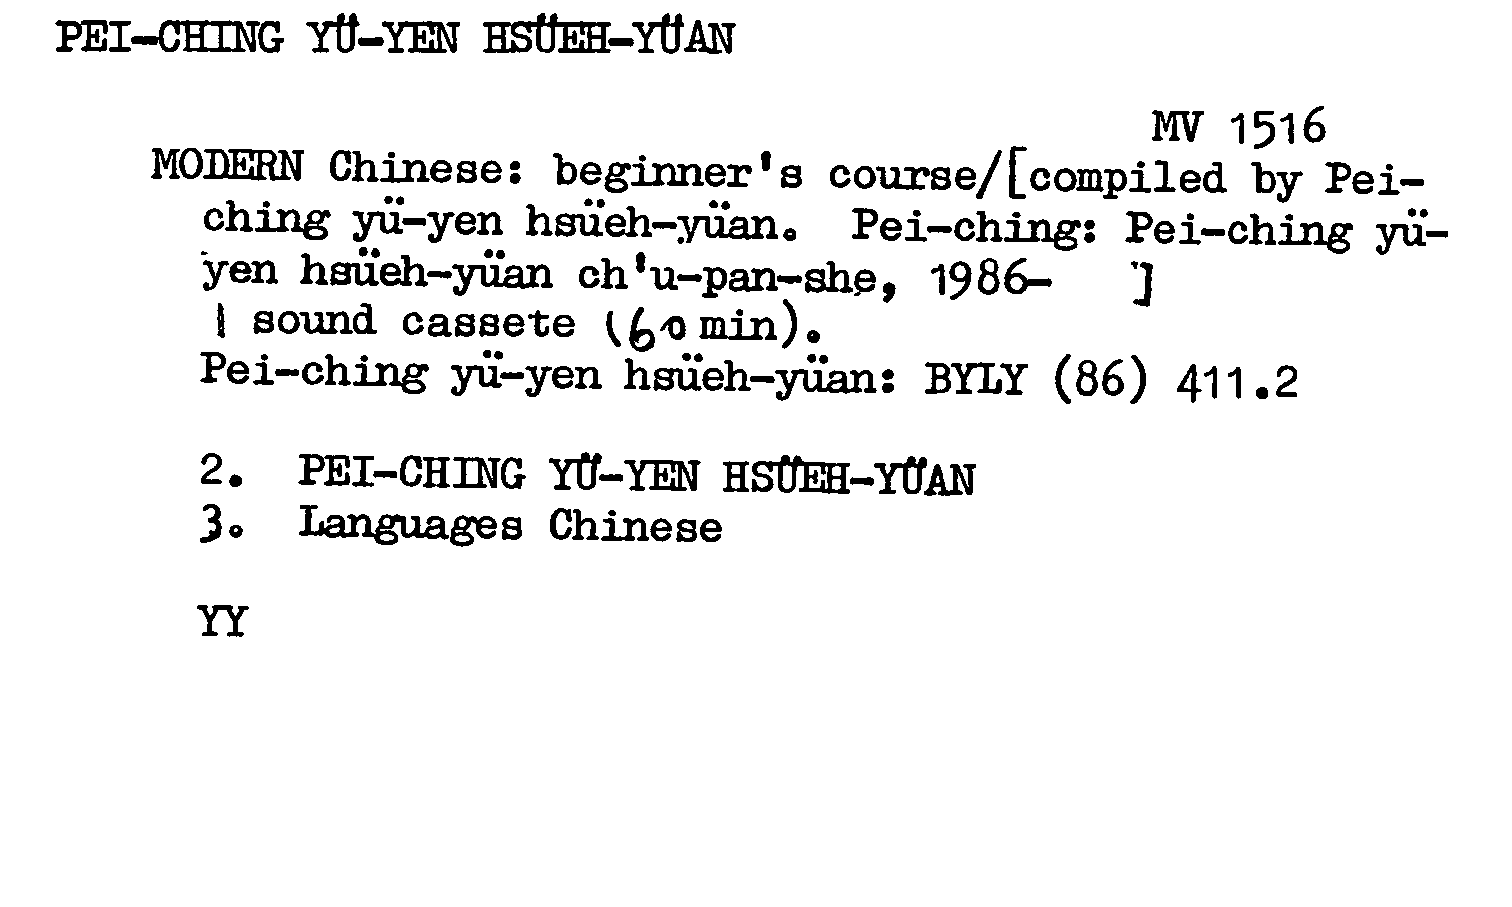 PEI-CHING YÜ-YEN HSÜEH-YÜAN
MV 1516
MODERN Chinese: beginner's course/[compiled by Pei-
ching yü-yen hsüeh-yüan. Pei-ching: Pei-ching yü-
yen hsüeh-yüan ch'u-pan-she, 1986- ]
1 sound cassete (60 min).
Pei-ching yü-yen hsüeh-yüan: BYLY (86) 411.2
2. PEI-CHING YÜ-YEN HSÜEH-YÜAN
3. Languages Chinese
YY